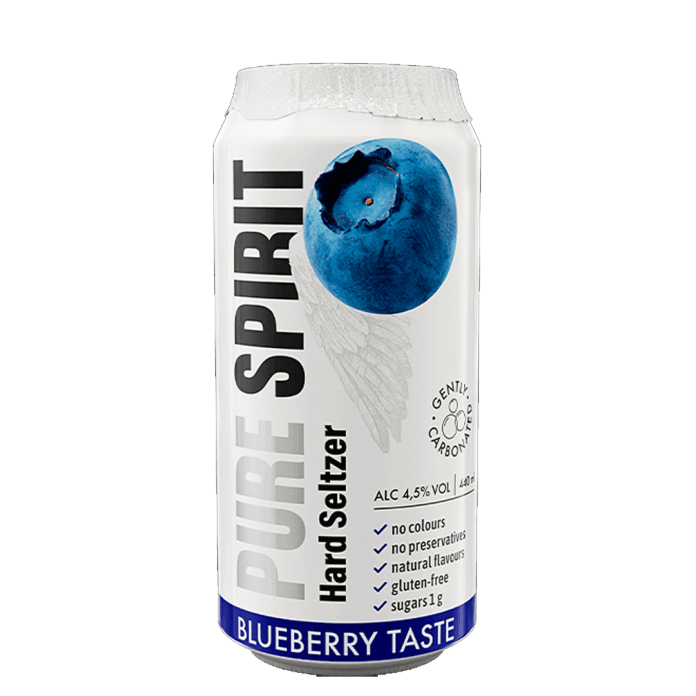 PURE SPIRIT
Hard Seltzer
GENTLY
CARBONATED
ALC 4,5% VOL | 440 ml
✓ no colours
✓ no preservatives
✓ natural flavours
✓ gluten-free
✓ sugars 1 g
BLUEBERRY TASTE